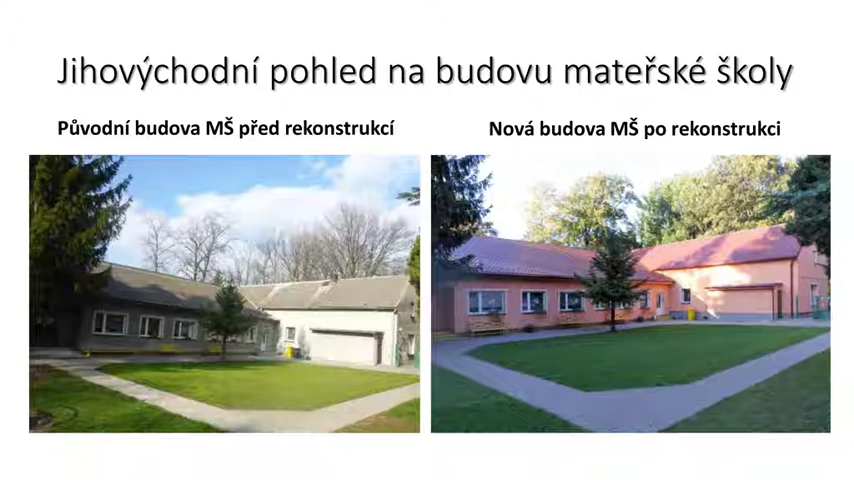 Jihovýchodní pohled na budovu mateřské školy
Původní budova MŠ před rekonstrukcí
Nová budova MŠ po rekonstrukci